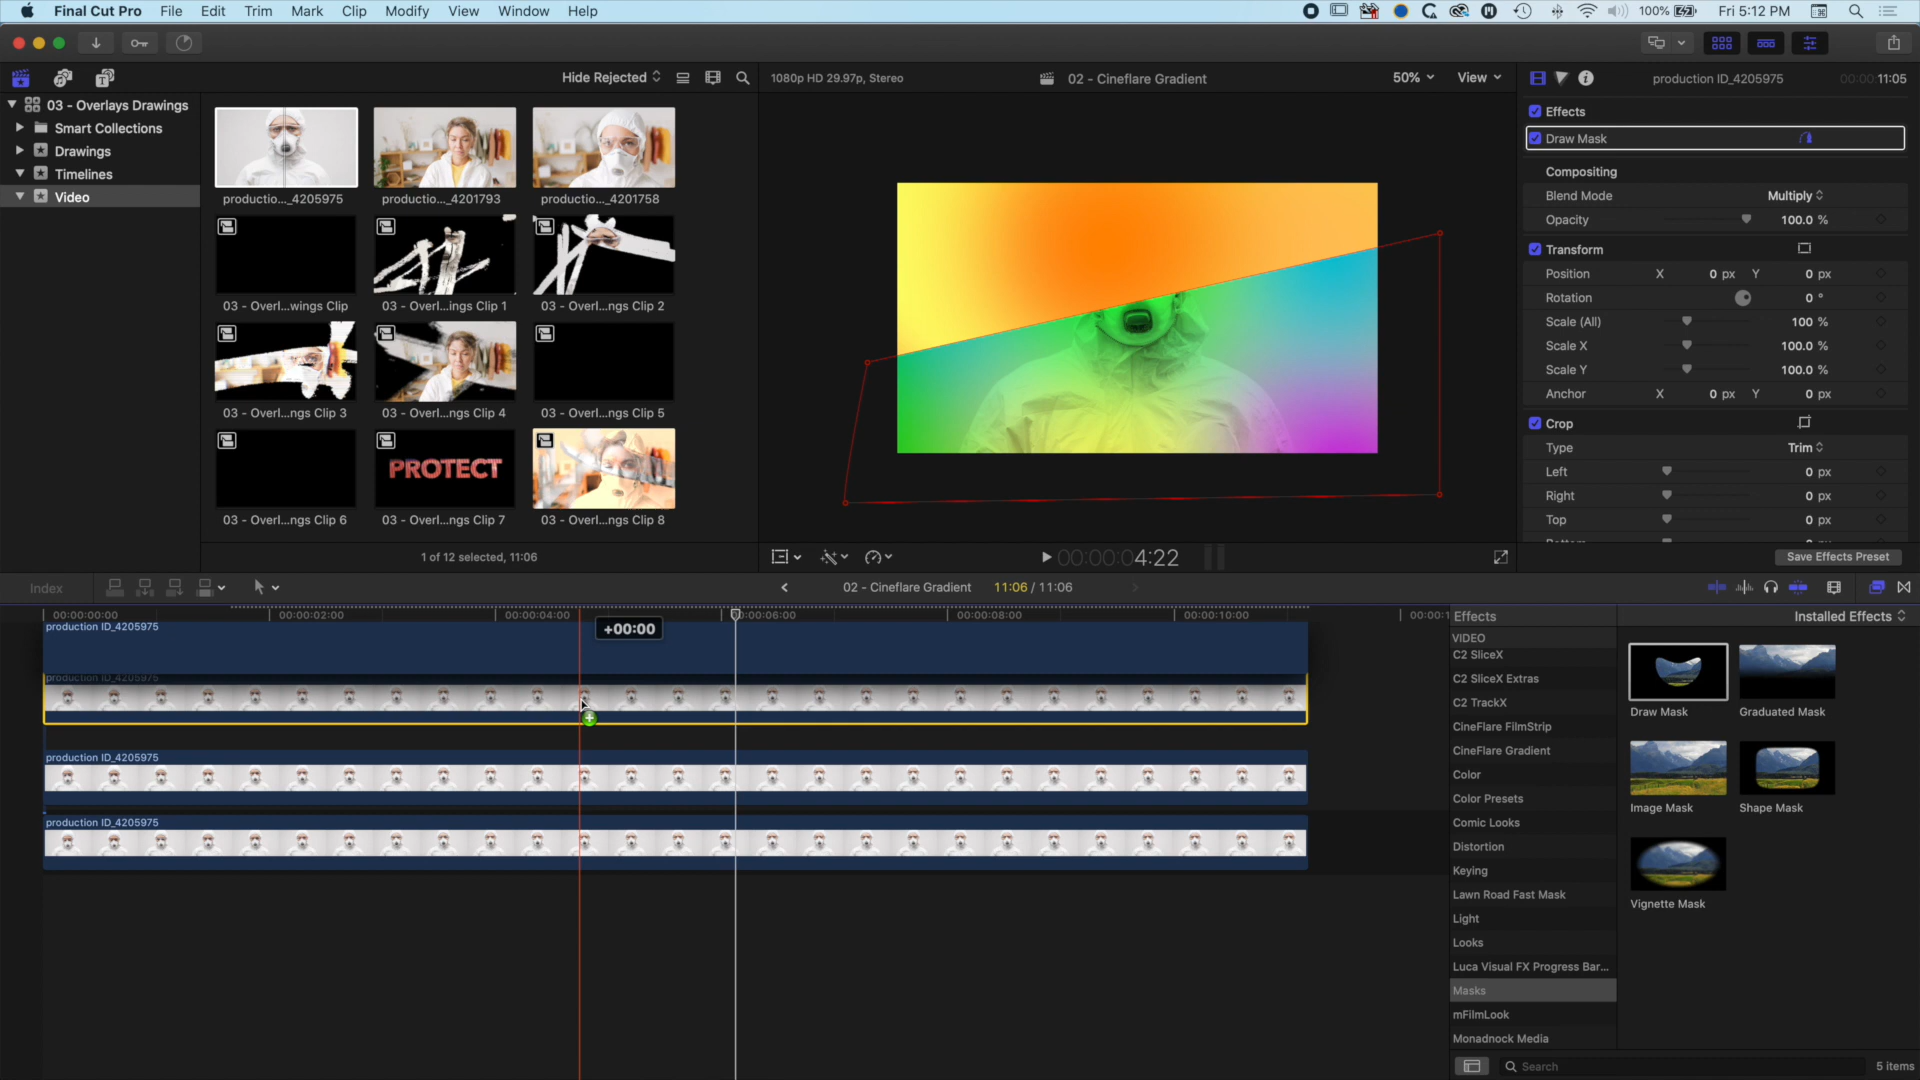 Final Cut Pro File Edit Trim Mark Clip Modify View Window Help
100% Fri 5:12 PM
Hide Rejected
1080p HD 29.97p, Stereo
02 - Cineflare Gradient
50% View
production ID_4205975
00:00:11:05
03 - Overlays Drawings
Smart Collections
Drawings
Timelines
Video
productio..._4205975
productio..._4201793
productio..._4201758
03 - Overl...wings Clip
03 - Overl...ings Clip 1
03 - Overl...ngs Clip 2
03 - Overl...ngs Clip 3
03 - Overl...ngs Clip 4
03 - Overl...ngs Clip 5
PROTECT
03 - Overl...ngs Clip 6
03 - Overl...ngs Clip 7
03 - Overl...ngs Clip 8
1 of 12 selected, 11:06
00:00:04:22
Effects
Draw Mask
Compositing
Blend Mode Multiply
Opacity 100.0 %
Transform
Position X 0 px Y 0 px
Rotation 0 °
Scale (All) 100 %
Scale X 100.0 %
Scale Y 100.0 %
Anchor X 0 px Y 0 px
Crop
Type Trim
Left 0 px
Right 0 px
Top 0 px
Save Effects Preset
Index
02 - Cineflare Gradient 11:06 / 11:06
00:00:00:00 00:00:02:00 00:00:04:00 00:00:06:00 00:00:08:00 00:00:10:00
production ID_4205975
+00:00
production ID_4205975
production ID_4205975
production ID_4205975
Effects
Installed Effects
VIDEO
C2 SliceX
C2 SliceX Extras
C2 TrackX
CineFlare FilmStrip
CineFlare Gradient
Color
Color Presets
Comic Looks
Distortion
Keying
Lawn Road Fast Mask
Light
Looks
Luca Visual FX Progress Bar...
Masks
mFilmLook
Monadnock Media
Draw Mask
Graduated Mask
Image Mask
Shape Mask
Vignette Mask
Search
5 items